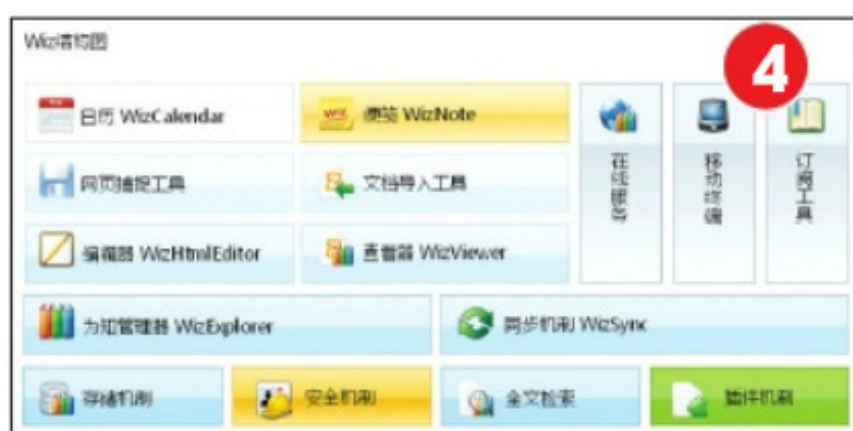 Wiz结构图
4
日历 WizCalendar
便笺 WizNote
网页捕捉工具
文档导入工具
编辑器 WizHtmlEditor
查看器 WizViewer
在线服务
移动终端
订阅工具
为知管理器 WizExplorer
同步机制 WizSync
存储机制
安全机制
全文检索
插件机制